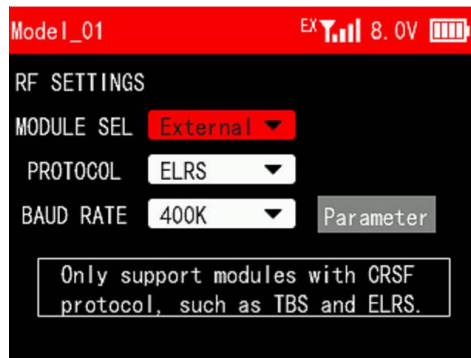 Model_01 EX 8.0V
RF SETTINGS
MODULE SEL External
PROTOCOL ELRS
BAUD RATE 400K Parameter
Only support modules with CRSF
protocol, such as TBS and ELRS.